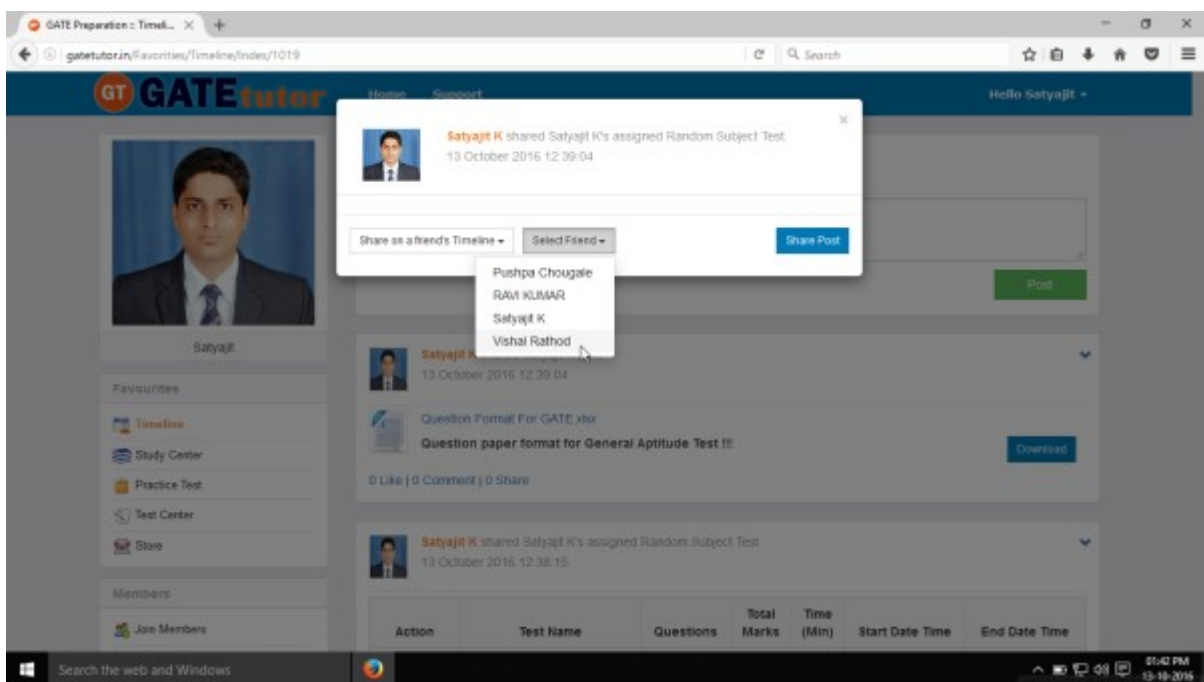 GATE Preparation :: Timeli...
gatetutor.in/Favorities/Timeline/Index/1019
Search
GT GATEtutor
Home Support
Hello Satyajit
Satyajit K shared Satyajit K's assigned Random Subject Test
13 October 2016 12:39:04
Share on a friend's Timeline
Select Friend
Share Post
Pushpa Chougale
RAVI KUMAR
Satyajit K
Vishal Rathod
Post
Satyajit
Favourites
Timeline
Study Center
Practice Test
Test Center
Store
Members
Join Members
Satyajit
13 October 2016 12:39:04
Question Format For GATE.xlsx
Question paper format for General Aptitude Test !!!
Download
0 Like | 0 Comment | 0 Share
Satyajit K shared Satyajit K's assigned Random Subject Test
13 October 2016 12:38:15
Action Test Name Questions Total Marks Time (Min) Start Date Time End Date Time
Search the web and Windows
01:42 PM
13-10-2016